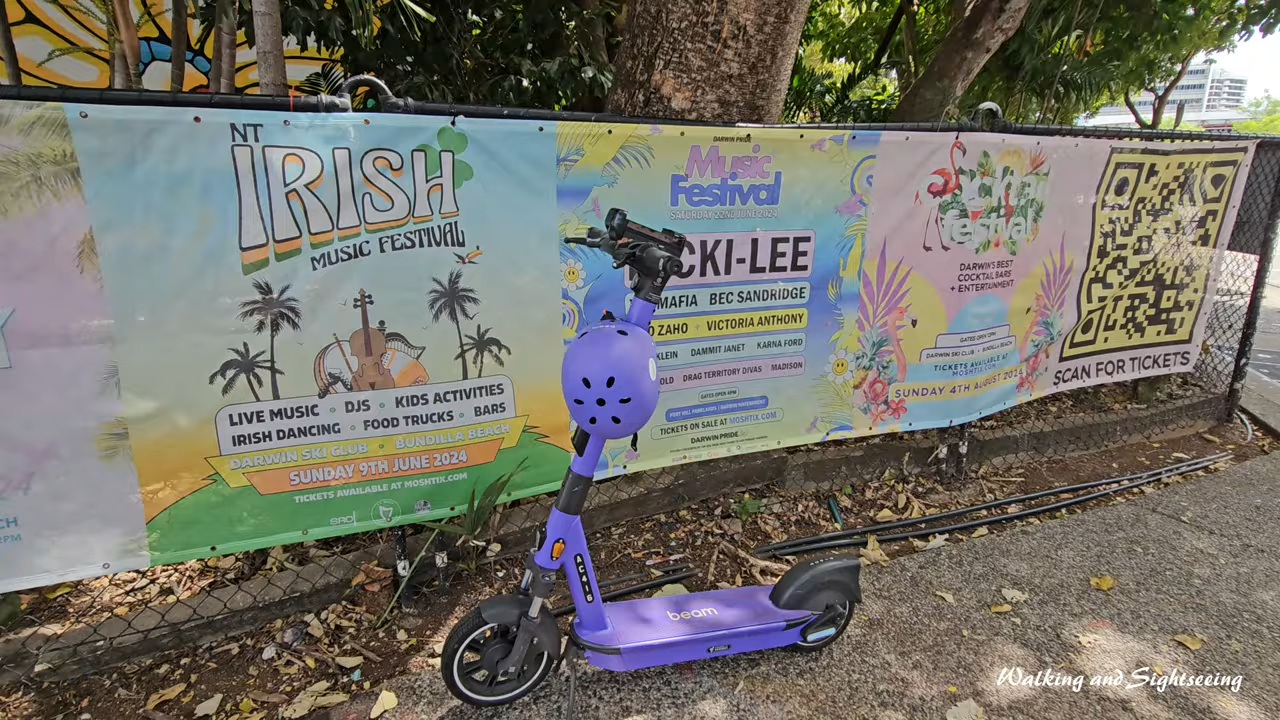 NT
IRISH
MUSIC FESTIVAL
LIVE MUSIC • DJS • KIDS ACTIVITIES
IRISH DANCING • FOOD TRUCKS • BARS
DARWIN SKI CLUB • BUNDILLA BEACH
SUNDAY 9TH JUNE 2024
TICKETS AVAILABLE AT MOSHTIX.COM
DARWIN PRIDE
Music
Festival
SATURDAY 22ND JUNE 2024
CKI-LEE
MAFIA BEC SANDRIDGE
O ZAHO • VICTORIA ANTHONY
KLEIN DAMMIT JANET KARNA FORD
OLD DRAG TERRITORY DIVAS MADISON
GATES OPEN 4PM
TICKETS ON SALE AT MOSHTIX.COM
DARWIN PRIDE
festival
DARWIN'S BEST
COCKTAIL BARS
+ ENTERTAINMENT
DARWIN SKI CLUB • BUNDILLA BEACH
TICKETS AVAILABLE AT
MOSHTIX.COM
SUNDAY 4TH AUGUST 2024
SCAN FOR TICKETS
AC416
beam
Walking and Sightseeing